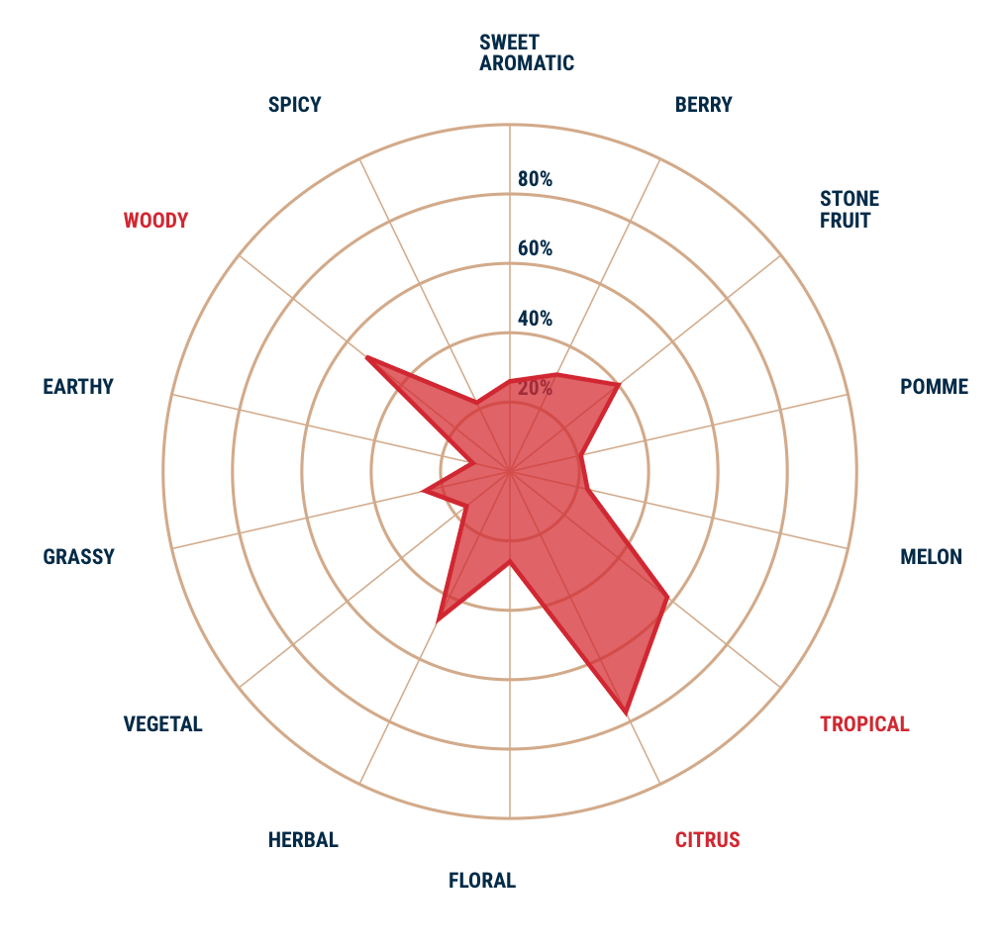 SWEET
AROMATIC
SPICY
BERRY
80%
STONE
FRUIT
WOODY
60%
40%
EARTHY
20%
POMME
GRASSY
MELON
VEGETAL
TROPICAL
HERBAL
CITRUS
FLORAL